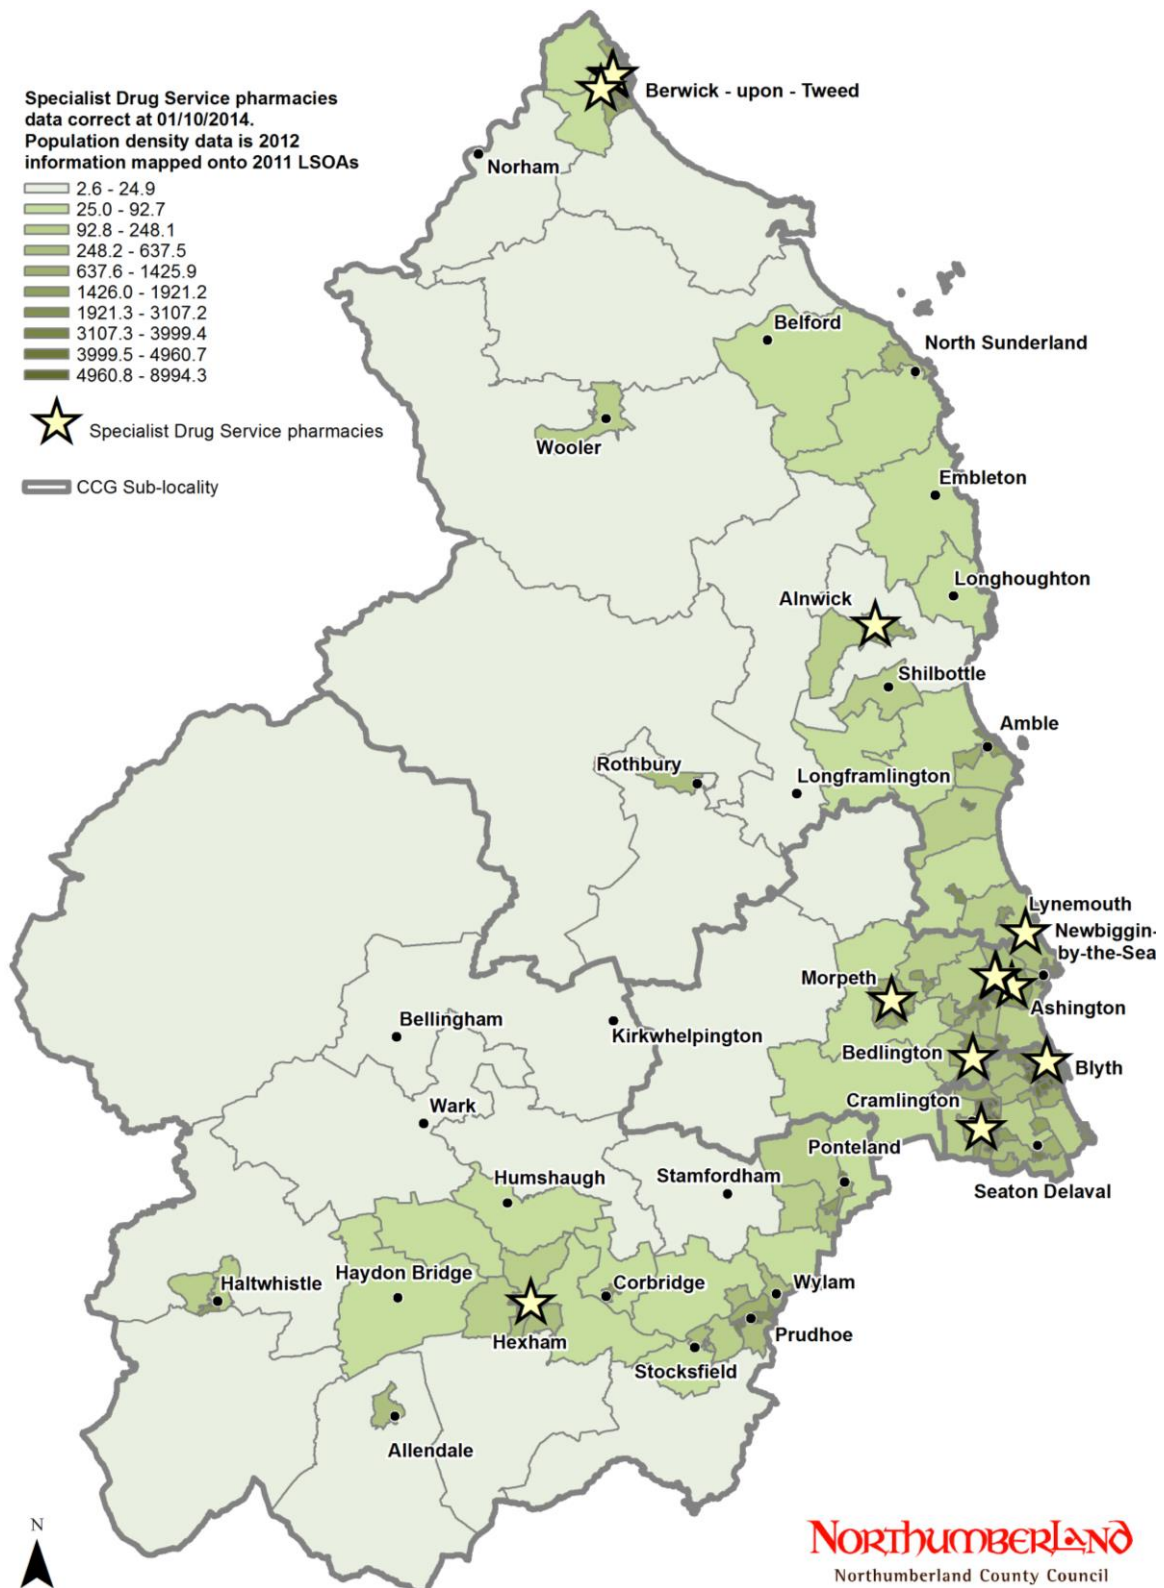 Specialist Drug Service pharmacies
data correct at 01/10/2014.
Population density data is 2012
information mapped onto 2011 LSOAs
2.6 - 24.9
25.0 - 92.7
92.8 - 248.1
248.2 - 637.5
637.6 - 1425.9
1426.0 - 1921.2
1921.3 - 3107.2
3107.3 - 3999.4
3999.5 - 4960.7
4960.8 - 8994.3
Specialist Drug Service pharmacies
CCG Sub-locality
Berwick - upon - Tweed
Norham
Belford
North Sunderland
Wooler
Embleton
Longhoughton
Alnwick
Shilbottle
Amble
Rothbury
Longframlington
Lynemouth
Newbiggin-
by-the-Sea
Morpeth
Ashington
Bellingham
Kirkwhelpington
Bedlington
Blyth
Cramlington
Wark
Ponteland
Humshaugh
Stamfordham
Seaton Delaval
Haltwhistle
Haydon Bridge
Corbridge
Wylam
Prudhoe
Hexham
Stocksfield
Allendale
N
Northumberland
Northumberland County Council